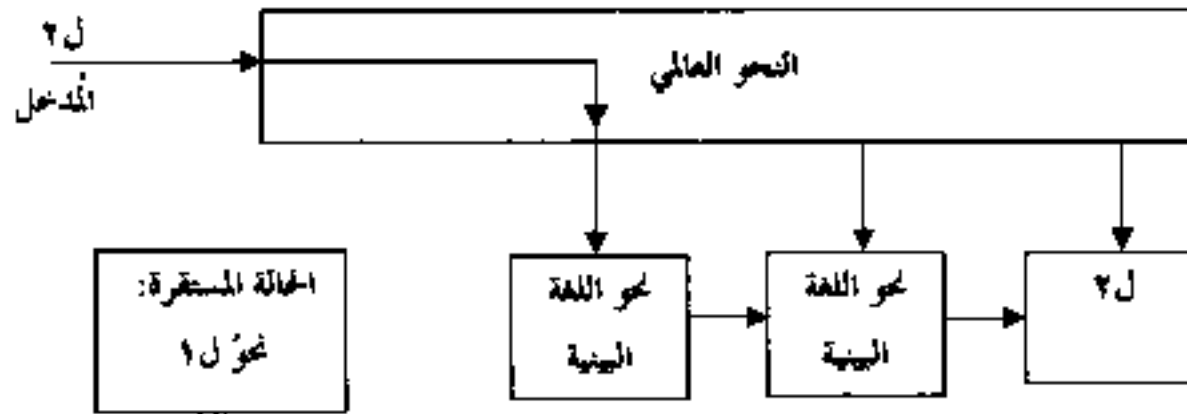 ل٢
المدخل
النحو العالمي
الحالة المستقرة:
نحوُ ل١
نحو اللغة
البينية
نحو اللغة
البينية
ل٢